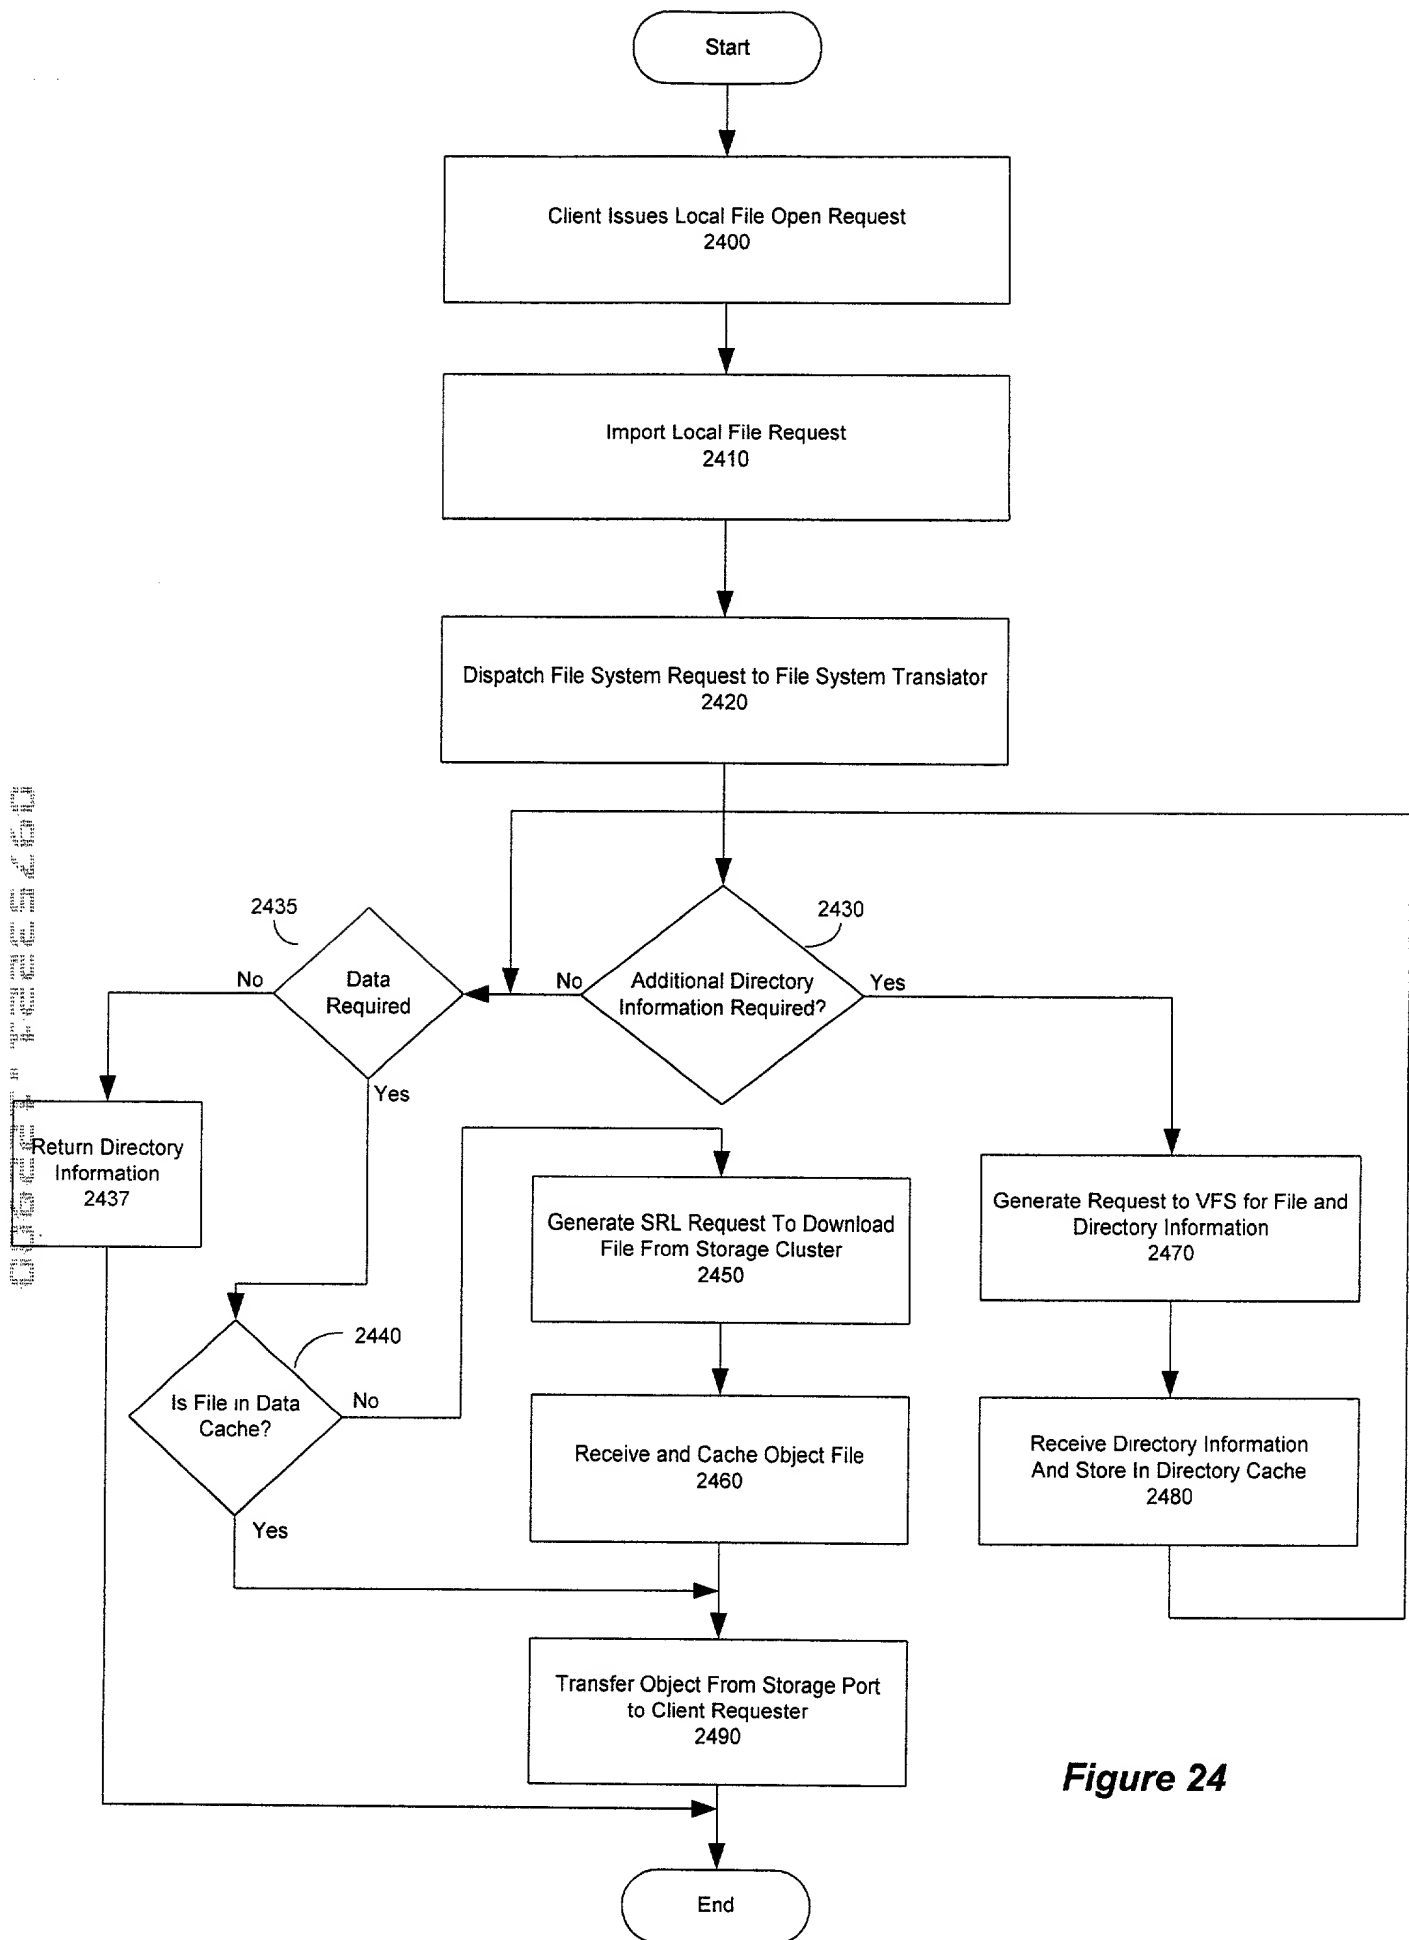 Start
Client Issues Local File Open Request
2400
Import Local File Request
2410
Dispatch File System Request to File System Translator
2420
2435
2430
No
Data
Required
No
Additional Directory
Information Required?
Yes
Yes
Return Directory
Information
2437
Generate SRL Request To Download
File From Storage Cluster
2450
Generate Request to VFS for File and
Directory Information
2470
2440
Is File in Data
Cache?
No
Receive and Cache Object File
2460
Receive Directory Information
And Store In Directory Cache
2480
Yes
Transfer Object From Storage Port
to Client Requester
2490
Figure 24
End